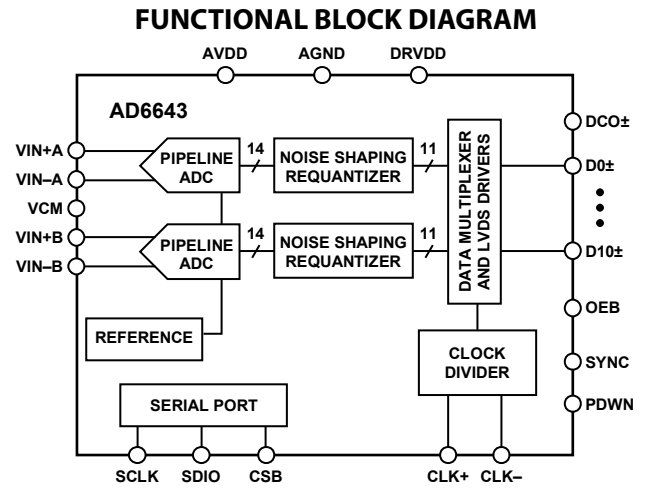 FUNCTIONAL BLOCK DIAGRAM
AVDD AGND DRVDD
AD6643
DCO±
VIN+A
VIN–A
PIPELINE
ADC
14
NOISE SHAPING
REQUANTIZER
11
DATA MULTIPLEXER
AND LVDS DRIVERS
D0±
VCM
VIN+B
VIN–B
PIPELINE
ADC
14
NOISE SHAPING
REQUANTIZER
11
D10±
OEB
REFERENCE
CLOCK
DIVIDER
SYNC
SERIAL PORT
PDWN
SCLK SDIO CSB CLK+ CLK–